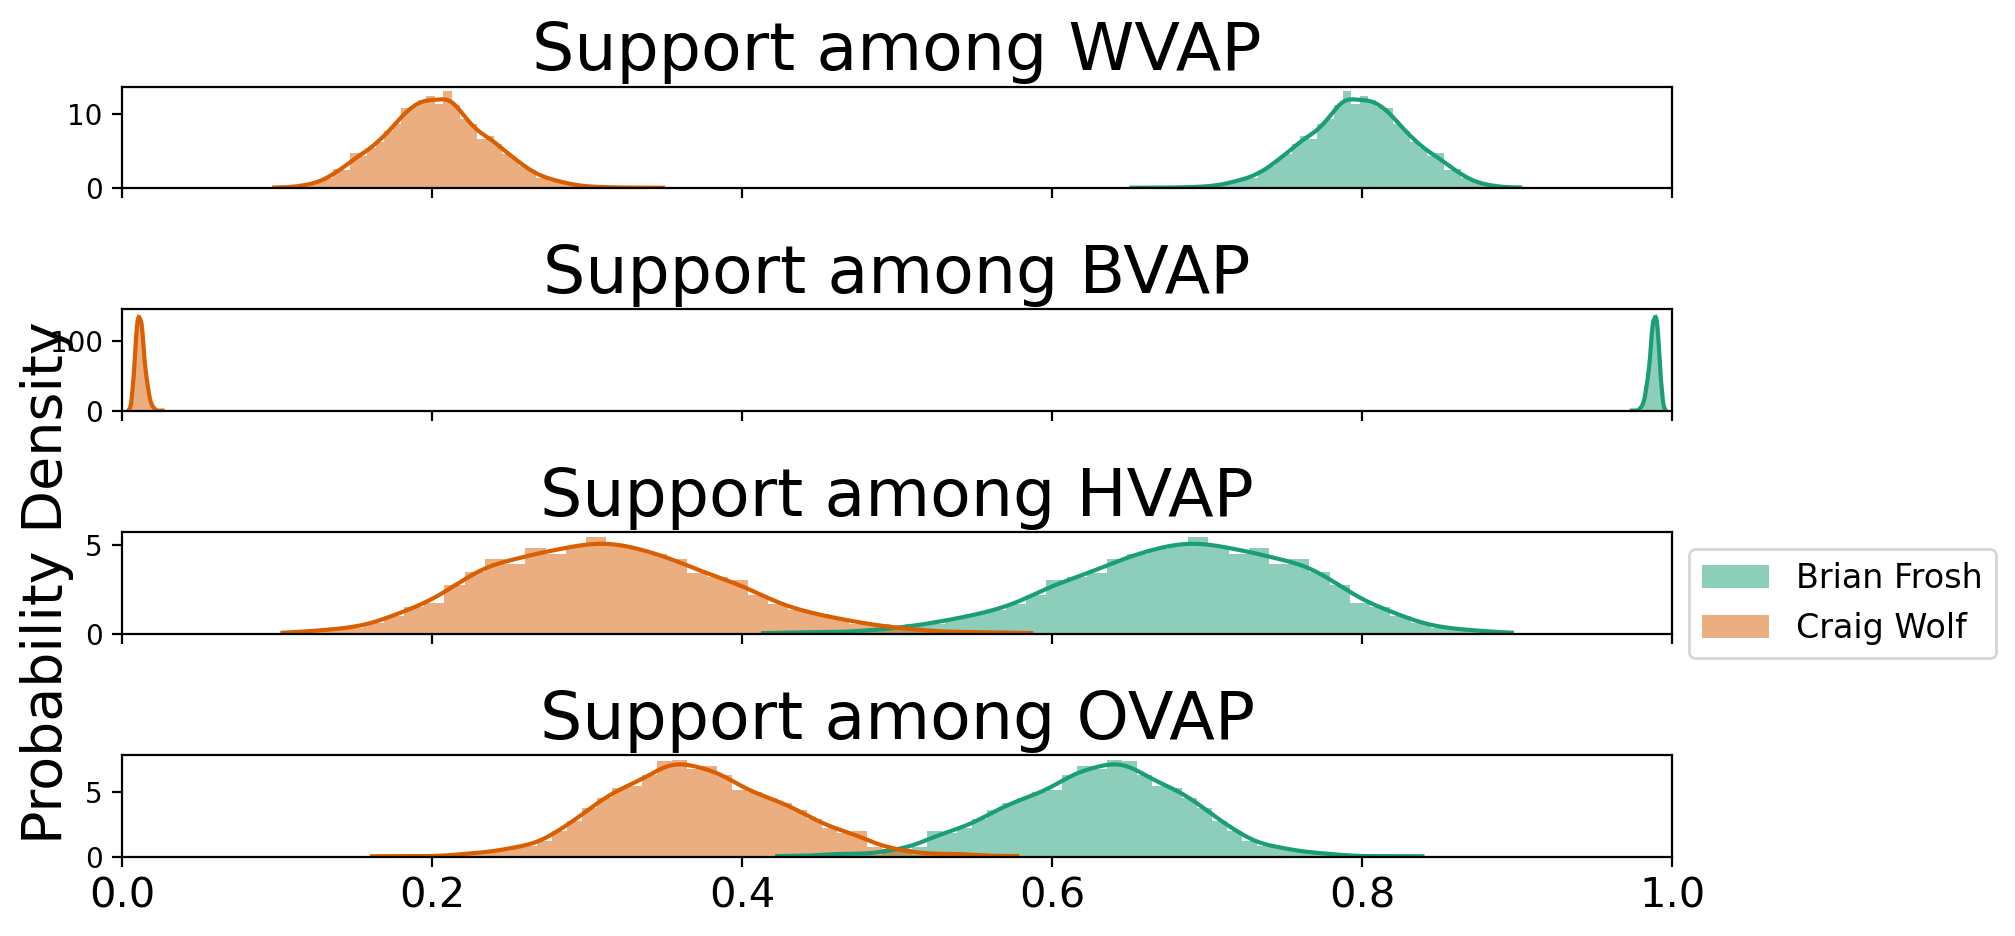 Support among WVAP
10
0
Support among BVAP
100
0
Support among HVAP
5
0
Support among OVAP
5
0
0.0 0.2 0.4 0.6 0.8 1.0
Probability Density
Brian Frosh
Craig Wolf